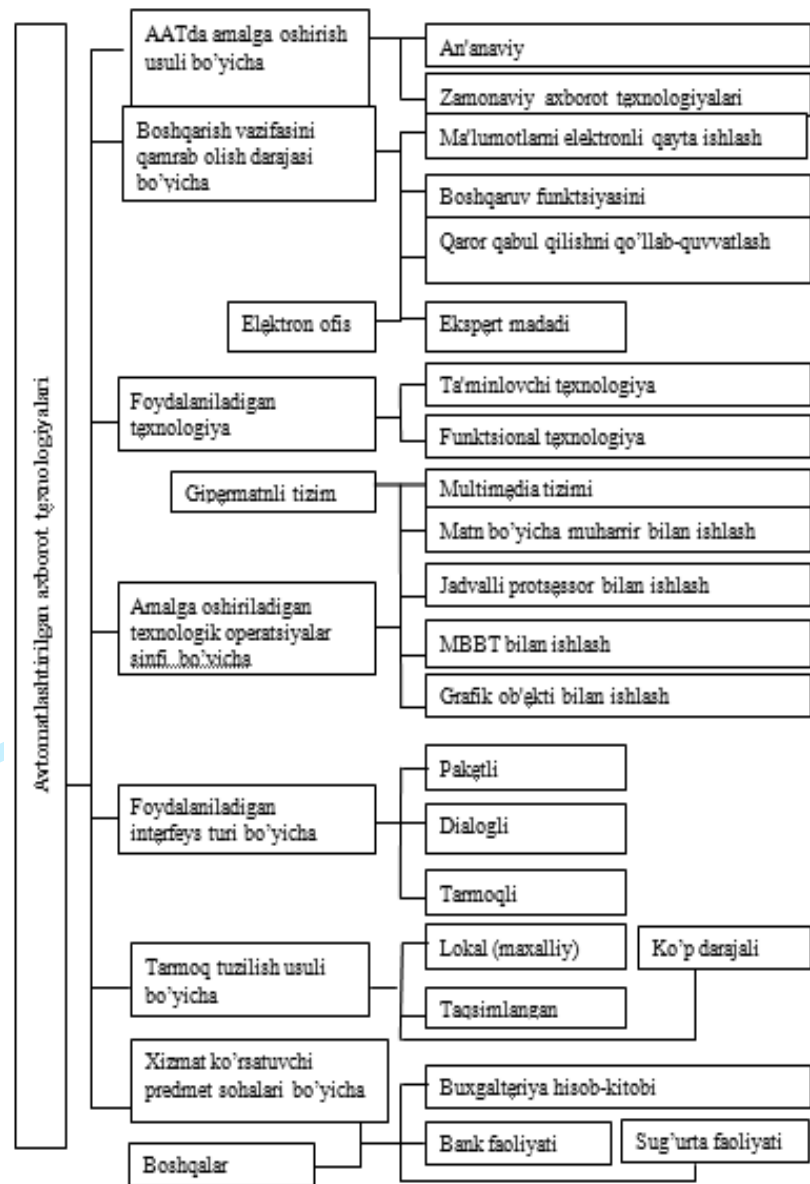 Avtomatlashtirilgan axborot texnologiyalari
AATda amalga oshirish
usuli bo’yicha
An'anaviy
Zamonaviy axborot texnologiyalari
Boshqarish vazifasini
qamrab olish darajasi
bo’yicha
Ma'lumotlarni elektronli qayta ishlash
Boshqaruv funktsiyasini
Qaror qabul qilishni qo’llab-quvvatlash
Elektron ofis
Ekspert madadi
Foydalaniladigan
texnologiya
Ta'minlovchi texnologiya
Funktsional texnologiya
Gipermatnli tizim
Multimedia tizimi
Matn bo’yicha muharrir bilan ishlash
Amalga oshiriladigan
texnologik operatsiyalar
sinfi bo’yicha
Jadvalli protsessor bilan ishlash
MBBT bilan ishlash
Grafik ob'ekti bilan ishlash
Foydalaniladigan
interfeys turi bo’yicha
Paketli
Dialogli
Tarmoqli
Tarmoq tuzilish usuli
bo’yicha
Lokal (maxalliy)
Ko’p darajali
Taqsimlangan
Xizmat ko’rsatuvchi
predmet sohalari bo’yicha
Buxgalteriya hisob-kitobi
Bank faoliyati
Sug’urta faoliyati
Boshqalar